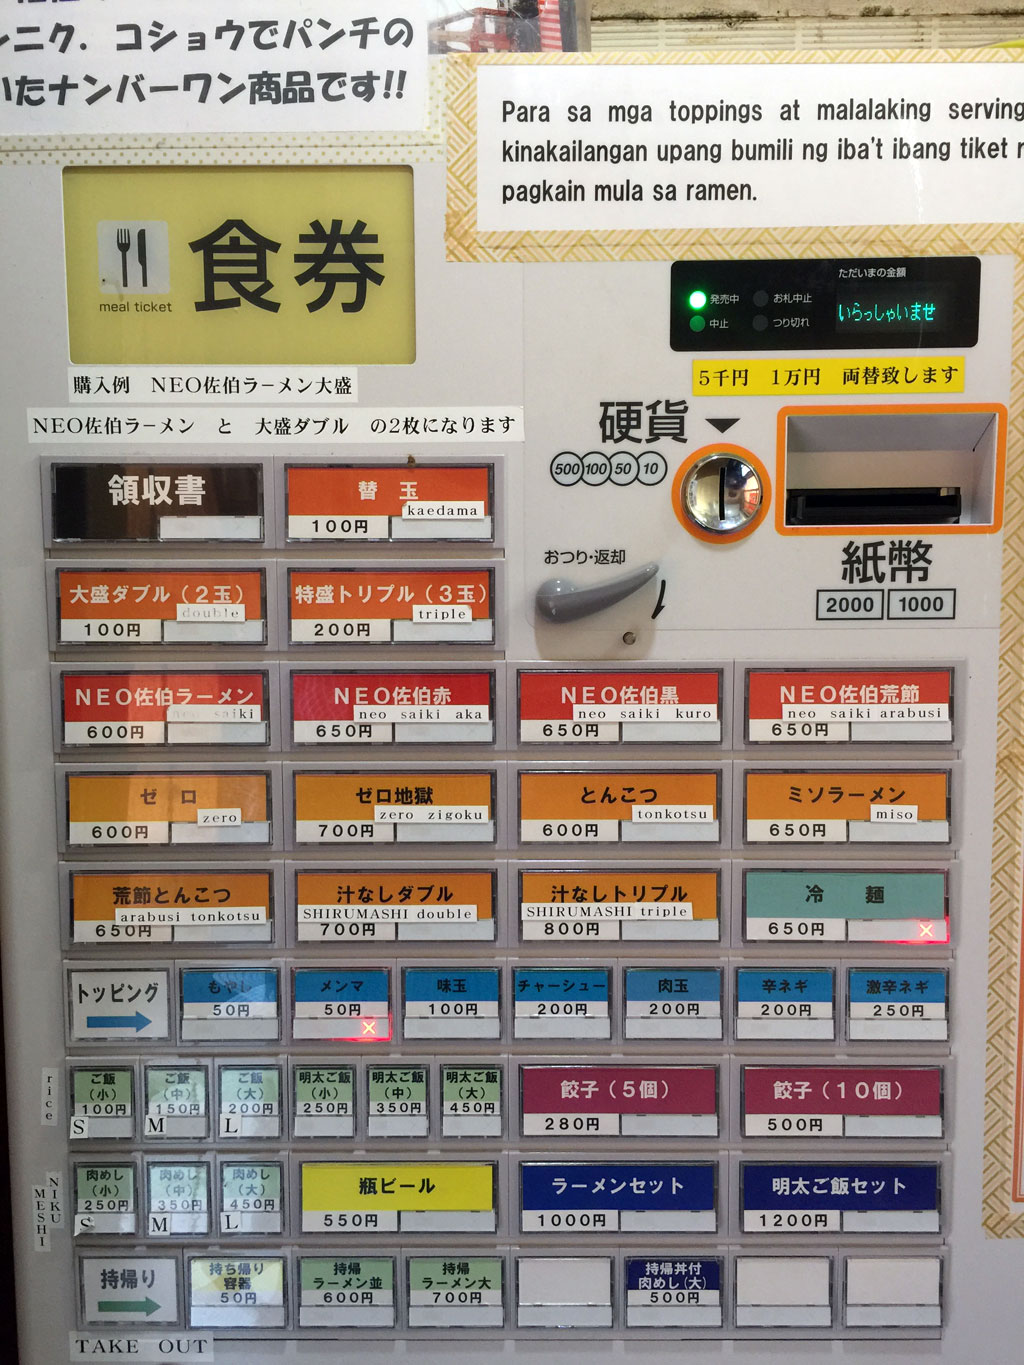 ンニク．コショウでパンチの
いたナンバーワン商品です!!
Para sa mga toppings at malalaking serving
kinakailangan upang bumili ng iba't ibang tiket
pagkain mula sa ramen.
食券
meal ticket
ただいまの金額
発売中 お札中止
中止 つり切れ
いらっしゃいませ
5千円 1万円 両替致します
購入例 NEO佐伯ラーメン大盛
NEO佐伯ラーメン と 大盛ダブル の2枚になります
硬貨
500 100 50 10
おつり・返却
紙幣
2000 1000
領収書
替 玉
kaedama
100円
大盛ダブル（2玉）
double
100円
特盛トリプル（3玉）
triple
200円
NEO佐伯ラーメン
neo saiki
600円
NEO佐伯赤
neo saiki aka
650円
NEO佐伯黒
neo saiki kuro
650円
NEO佐伯荒節
neo saiki arabusi
650円
ゼ ロ
zero
600円
ゼロ地獄
zero zigoku
700円
とんこつ
tonkotsu
600円
ミソラーメン
miso
650円
荒節とんこつ
arabusi tonkotsu
650円
汁なしダブル
SHIRUMASHI double
700円
汁なしトリプル
SHIRUMASHI triple
800円
冷 麺
650円
×
トッピング
もやし
50円
メンマ
50円
×
味玉
100円
チャーシュー
200円
肉玉
200円
辛ネギ
200円
激辛ネギ
250円
rice
ご飯
（小）
100円
S
ご飯
（中）
150円
M
ご飯
（大）
200円
L
明太ご飯
（小）
250円
明太ご飯
（中）
350円
明太ご飯
（大）
450円
餃子（5個）
280円
餃子（10個）
500円
NIKU
MESHI
肉めし
（小）
250円
S
肉めし
（中）
350円
M
肉めし
（大）
450円
L
瓶ビール
550円
ラーメンセット
1000円
明太ご飯セット
1200円
持帰り
持ち帰り
容器
50円
持帰
ラーメン並
600円
持帰
ラーメン大
700円
持帰丼付
肉めし（大）
500円
TAKE OUT